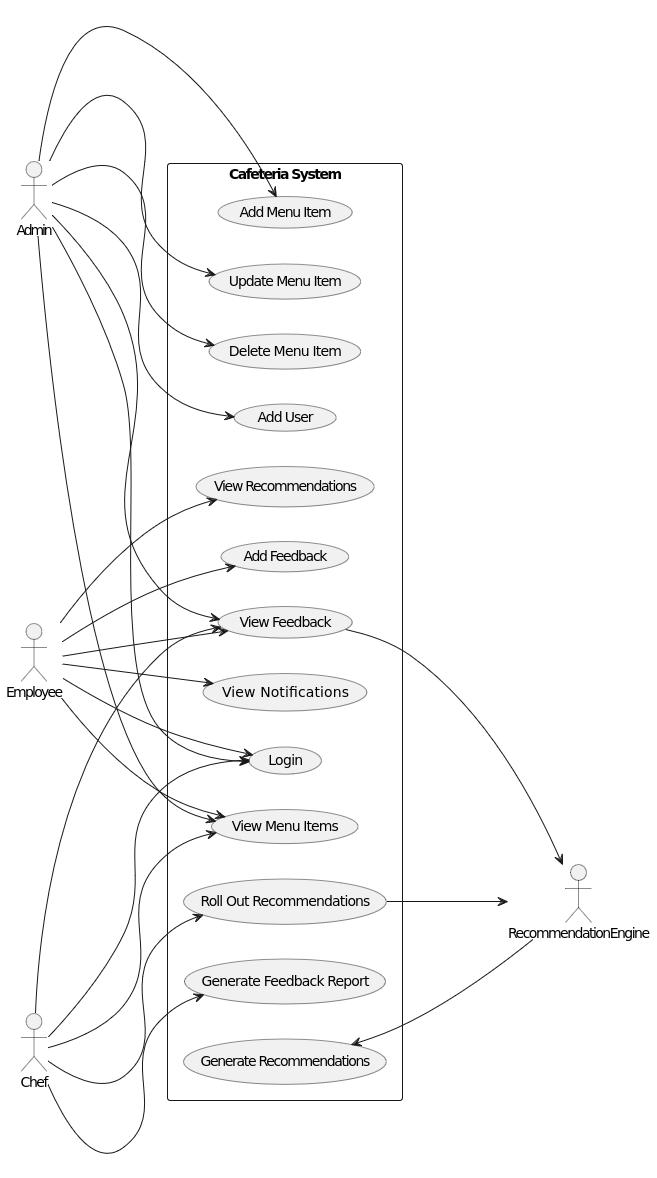 Cafeteria System
Add Menu Item
Admin
Update Menu Item
Delete Menu Item
Add User
View Recommendations
Add Feedback
View Feedback
Employee
View Notifications
Login
View Menu Items
Roll Out Recommendations
RecommendationEngine
Generate Feedback Report
Generate Recommendations
Chef